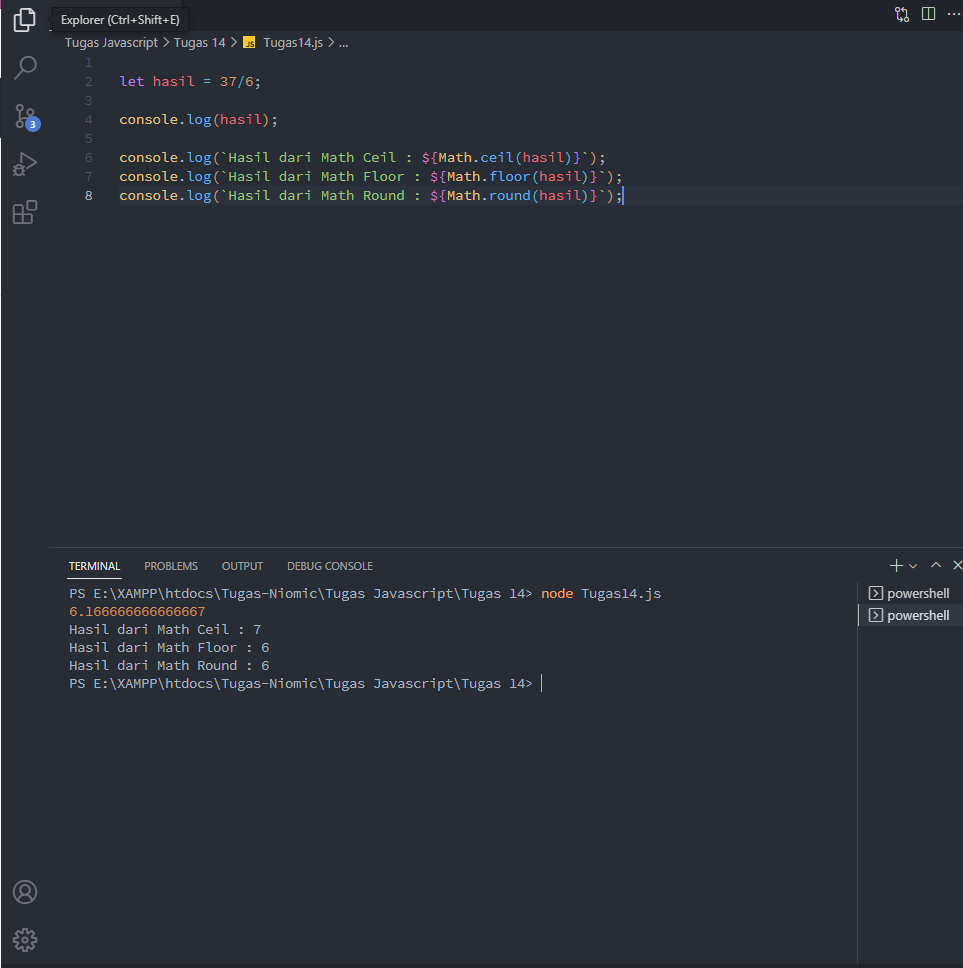 Explorer (Ctrl+Shift+E)
Tugas Javascript > Tugas 14 > JS Tugas14.js > ...
1
2 let hasil = 37/6;
3
4 console.log(hasil);
5
6 console.log(`Hasil dari Math Ceil : ${Math.ceil(hasil)}`);
7 console.log(`Hasil dari Math Floor : ${Math.floor(hasil)}`);
8 console.log(`Hasil dari Math Round : ${Math.round(hasil)}`);
3
TERMINAL PROBLEMS OUTPUT DEBUG CONSOLE
PS E:\XAMPP\htdocs\Tugas-Niomic\Tugas Javascript\Tugas 14> node Tugas14.js
6.166666666666667
Hasil dari Math Ceil : 7
Hasil dari Math Floor : 6
Hasil dari Math Round : 6
PS E:\XAMPP\htdocs\Tugas-Niomic\Tugas Javascript\Tugas 14>
powershell
powershell